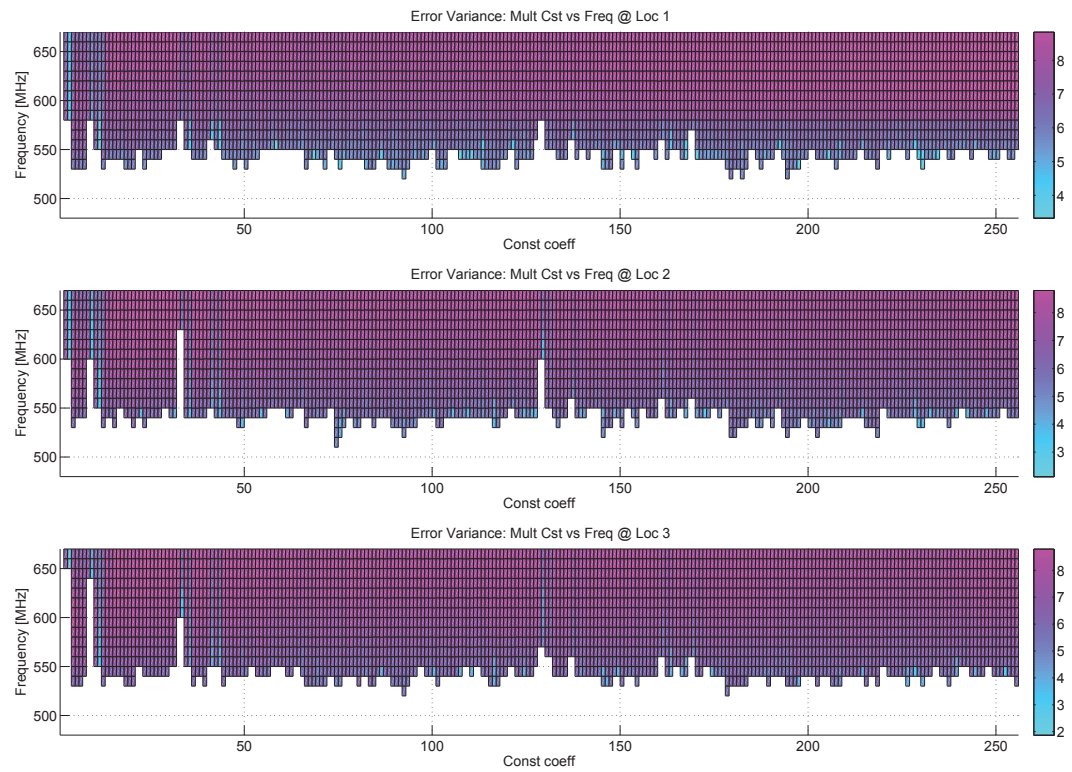 Error Variance: Mult Cst vs Freq @ Loc 1
Frequency [MHz]
650
600
550
500
50 100 150 200 250
Const coeff
8
7
6
5
4
Error Variance: Mult Cst vs Freq @ Loc 2
Frequency [MHz]
650
600
550
500
50 100 150 200 250
Const coeff
8
7
6
5
4
3
Error Variance: Mult Cst vs Freq @ Loc 3
Frequency [MHz]
650
600
550
500
50 100 150 200 250
Const coeff
8
7
6
5
4
3
2